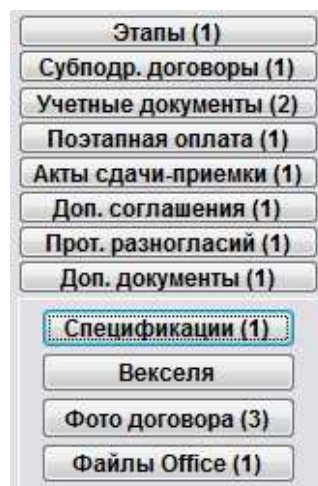 Этапы (1)
Субподр. договоры (1)
Учетные документы (2)
Поэтапная оплата (1)
Акты сдачи-приемки (1)
Доп. соглашения (1)
Прот. разногласий (1)
Доп. документы (1)
Спецификации (1)
Векселя
Фото договора (3)
Файлы Office (1)